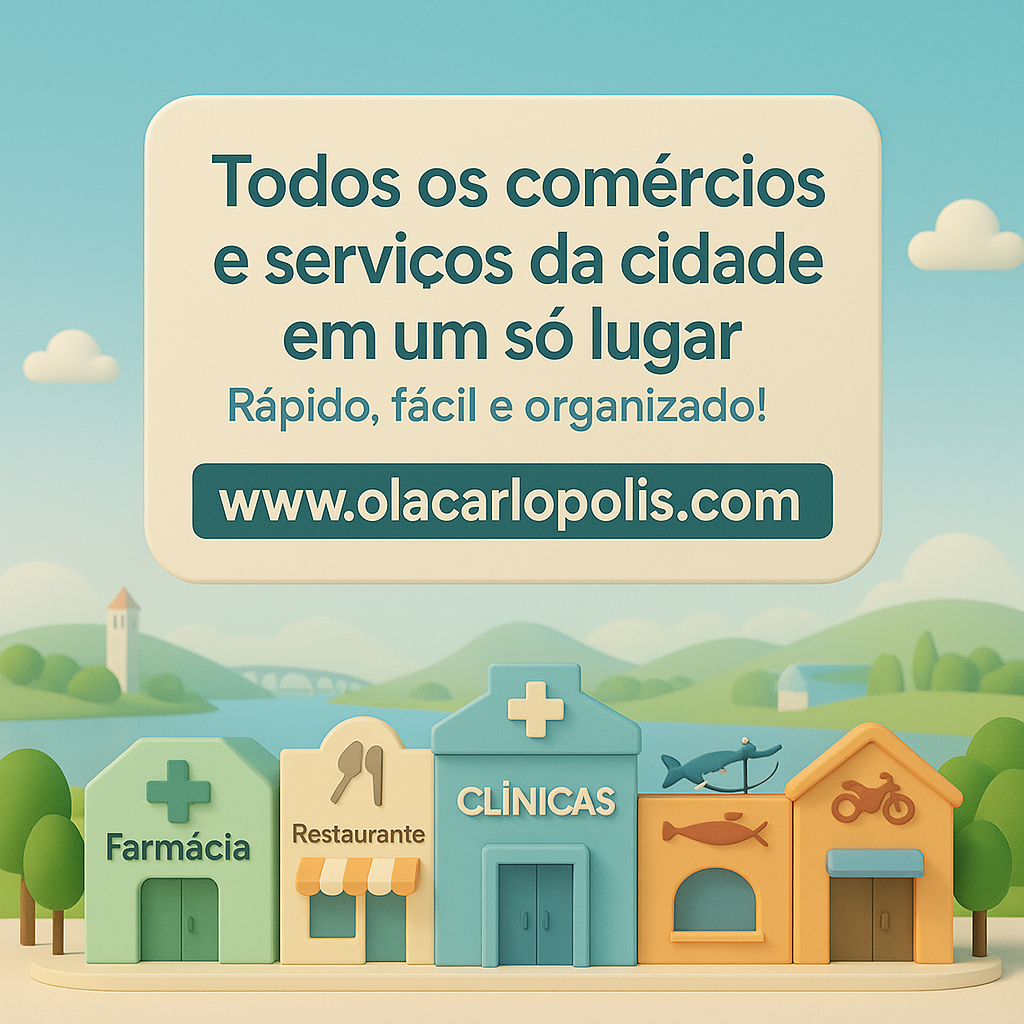 Todos os comércios
e serviços da cidade
em um só lugar
Rápido, fácil e organizado!
www.olacarlopolis.com
Farmácia
Restaurante
CLÍNICAS